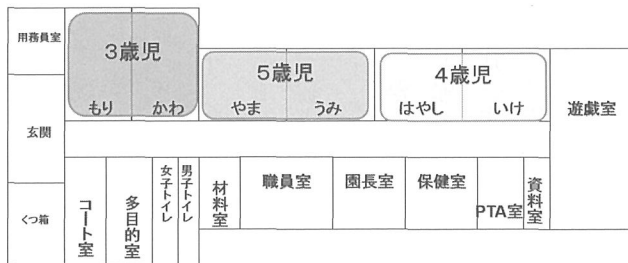 用務員室
3歳児
もり
かわ
5歳児
やま
うみ
4歳児
はやし
いけ
遊戯室
玄関
くつ箱
コート室
多目的室
女子トイレ
男子トイレ
材料室
職員室
園長室
保健室
PTA室
資料室